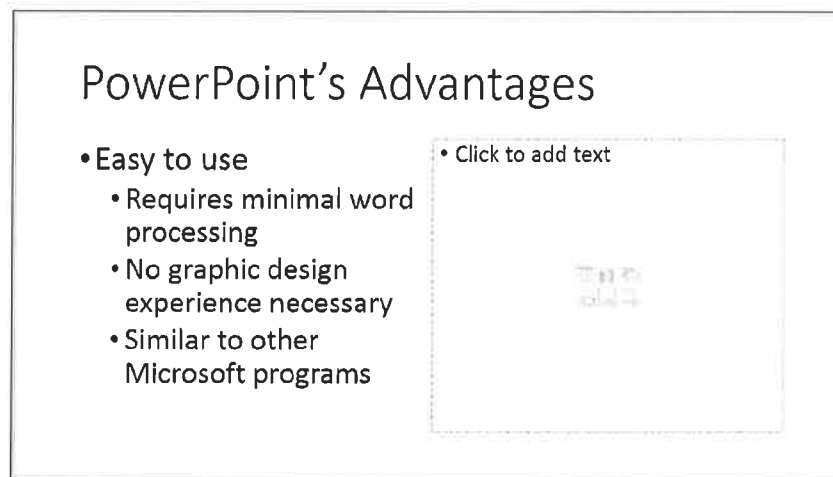 PowerPoint's Advantages
• Easy to use
• Requires minimal word
processing
• No graphic design
experience necessary
• Similar to other
Microsoft programs
• Click to add text